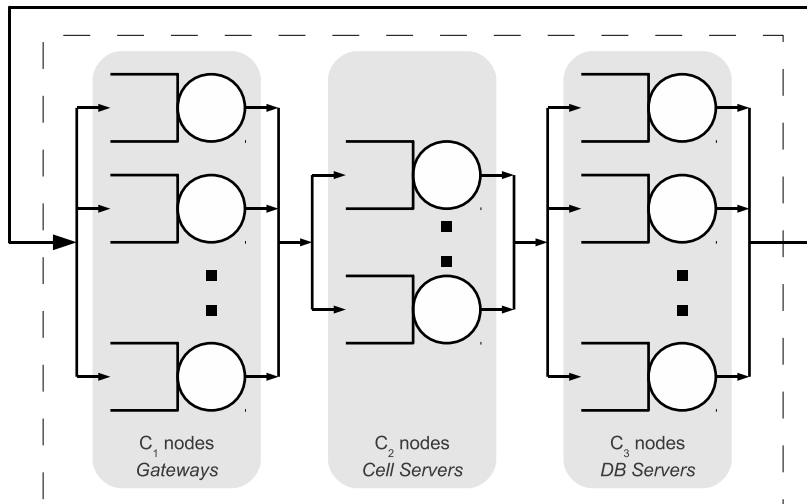 C₁ nodes
Gateways
C₂ nodes
Cell Servers
C₃ nodes
DB Servers